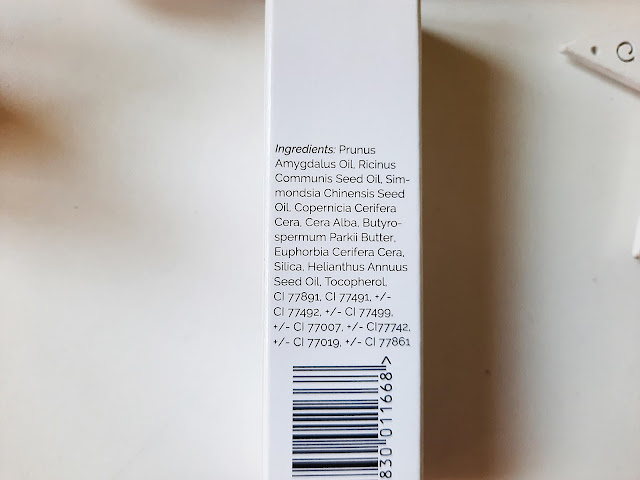 Ingredients: Prunus
Amygdalus Oil, Ricinus
Communis Seed Oil, Sim-
mondsia Chinensis Seed
Oil, Copernicia Cerifera
Cera, Cera Alba, Butyro-
spermum Parkii Butter,
Euphorbia Cerifera Cera,
Silica, Helianthus Annuus
Seed Oil, Tocopherol,
CI 77891, CI 77491, +/-
CI 77492, +/- CI 77499,
+/- CI 77007, +/- CI77742,
+/- CI 77019, +/- CI 77861
830 011668 >